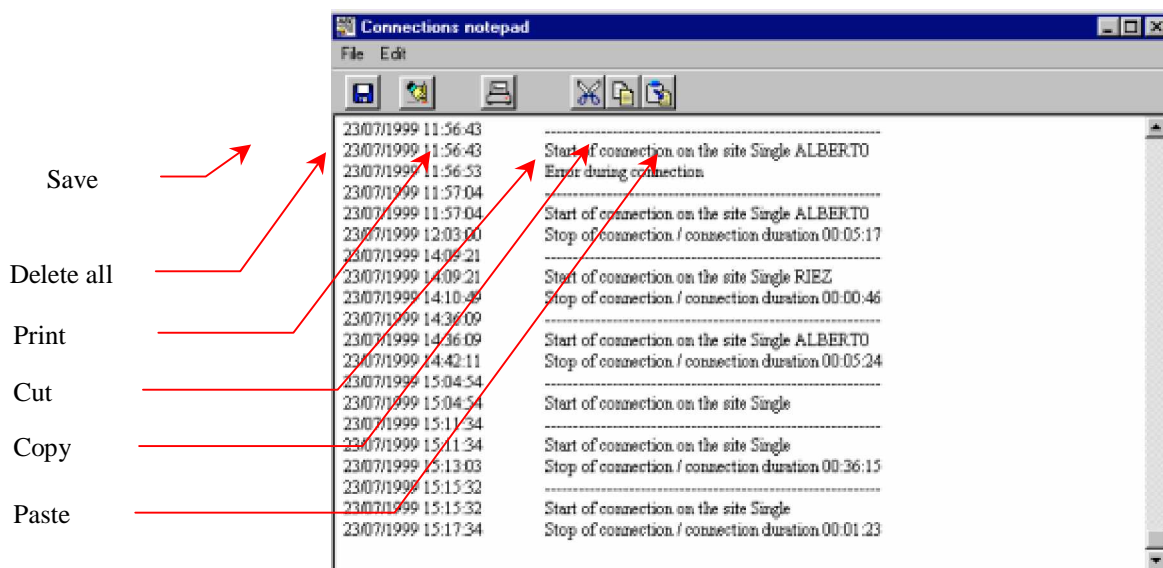 Connections notepad
File Edit
23/07/1999 11:56:43 ------------------------------------------------------------
23/07/1999 11:56:43 Start of connection on the site Single ALBERTO
23/07/1999 11:56:53 Error during connection
23/07/1999 11:57:04 ------------------------------------------------------------
23/07/1999 11:57:04 Start of connection on the site Single ALBERTO
23/07/1999 12:03:00 Stop of connection / connection duration 00:05:17
23/07/1999 14:09:21 ------------------------------------------------------------
23/07/1999 14:09:21 Start of connection on the site Single RIEZ
23/07/1999 14:10:49 Stop of connection / connection duration 00:00:46
23/07/1999 14:36:09 ------------------------------------------------------------
23/07/1999 14:36:09 Start of connection on the site Single ALBERTO
23/07/1999 14:42:11 Stop of connection / connection duration 00:05:24
23/07/1999 15:04:54 ------------------------------------------------------------
23/07/1999 15:04:54 Start of connection on the site Single
23/07/1999 15:11:34 ------------------------------------------------------------
23/07/1999 15:11:34 Start of connection on the site Single
23/07/1999 15:13:03 Stop of connection / connection duration 00:36:15
23/07/1999 15:15:32 ------------------------------------------------------------
23/07/1999 15:15:32 Start of connection on the site Single
23/07/1999 15:17:34 Stop of connection / connection duration 00:01:23
Save
Delete all
Print
Cut
Copy
Paste